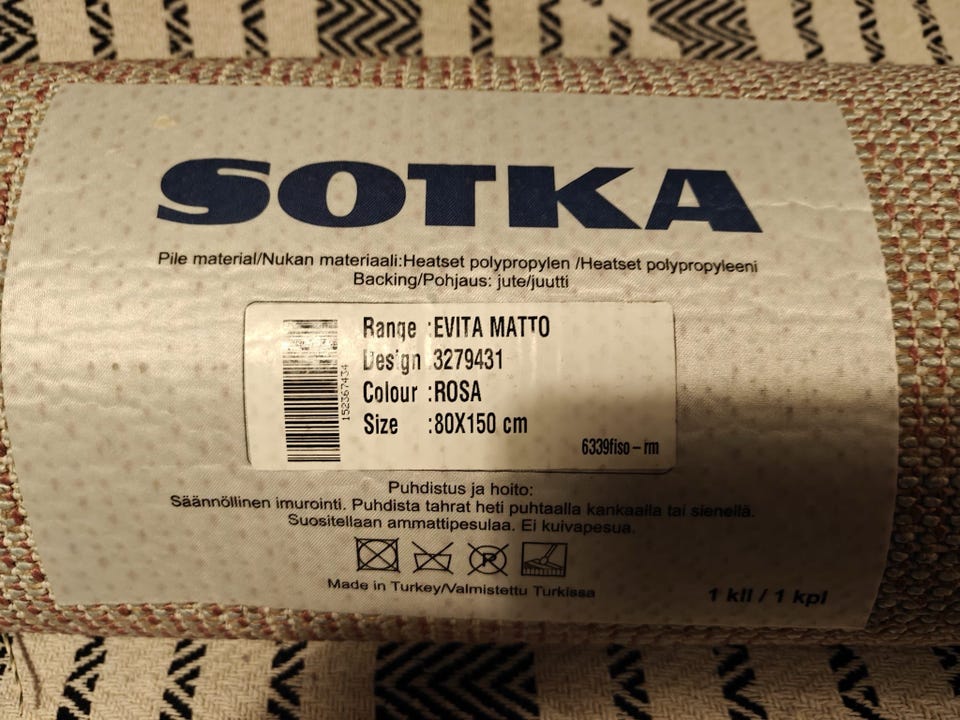 SOTKA
Pile material/Nukan materiaali:Heatset polypropylen /Heatset polypropyleeni
Backing/Pohjaus: jute/juutti
Range :EVITA MATTO
Design :3279431
Colour :ROSA
Size :80X150 cm
152367434
6339fiso-rm
Puhdistus ja hoito:
Säännöllinen imurointi. Puhdista tahrat heti puhtaalla kankaalla tai sienellä.
Suositellaan ammattipesulaa. Ei kuivapesua.
P
Made in Turkey/Valmistettu Turkissa
1 kll / 1 kpl